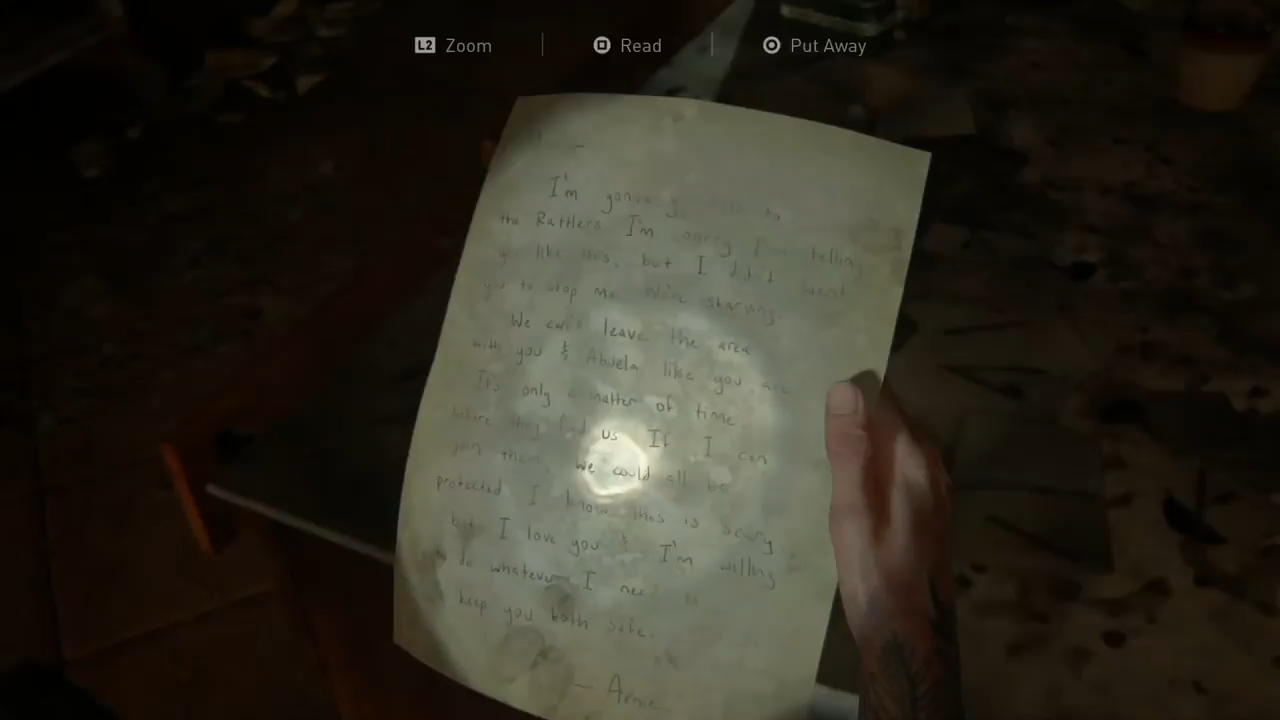 L2 Zoom | Read | Put Away
I'm gonna
the Rattlers I'm sorry I'm telling
you like this, but I didn't want
you to stop me. We're starving.
We can't leave the area
with you & Abuela like you are
It's only a matter of time
before they find us If I can
join them, we could all be
protected I know this is scary
but I love you & I'm willing
to do whatever I need to
keep you both safe.
— Arnie